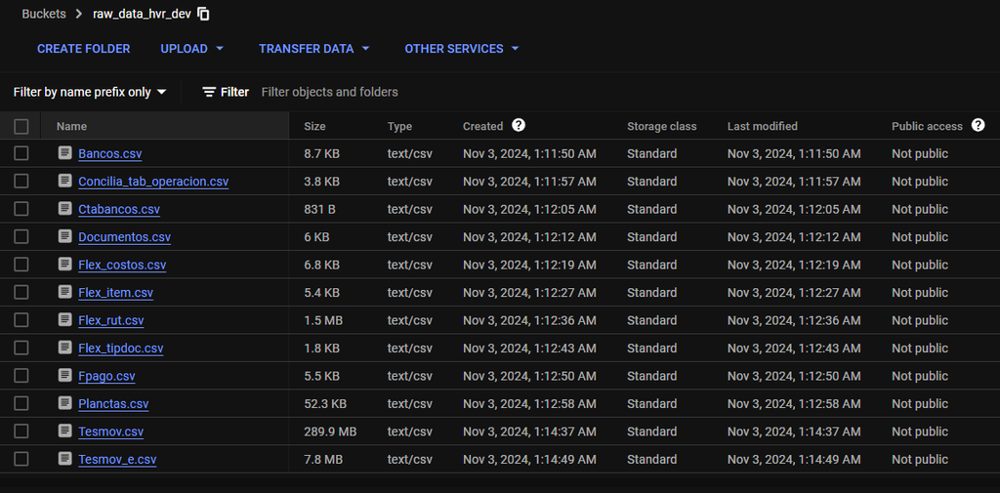 Buckets > raw_data_hvr_dev
CREATE FOLDER UPLOAD TRANSFER DATA OTHER SERVICES
Filter by name prefix only Filter Filter objects and folders
Name Size Type Created ? Storage class Last modified Public access ?
Bancos.csv 8.7 KB text/csv Nov 3, 2024, 1:11:50 AM Standard Nov 3, 2024, 1:11:50 AM Not public
Concilia_tab_operacion.csv 3.8 KB text/csv Nov 3, 2024, 1:11:57 AM Standard Nov 3, 2024, 1:11:57 AM Not public
Ctabancos.csv 831 B text/csv Nov 3, 2024, 1:12:05 AM Standard Nov 3, 2024, 1:12:05 AM Not public
Documentos.csv 6 KB text/csv Nov 3, 2024, 1:12:12 AM Standard Nov 3, 2024, 1:12:12 AM Not public
Flex_costos.csv 6.8 KB text/csv Nov 3, 2024, 1:12:19 AM Standard Nov 3, 2024, 1:12:19 AM Not public
Flex_item.csv 5.4 KB text/csv Nov 3, 2024, 1:12:27 AM Standard Nov 3, 2024, 1:12:27 AM Not public
Flex_rut.csv 1.5 MB text/csv Nov 3, 2024, 1:12:36 AM Standard Nov 3, 2024, 1:12:36 AM Not public
Flex_tipdoc.csv 1.8 KB text/csv Nov 3, 2024, 1:12:43 AM Standard Nov 3, 2024, 1:12:43 AM Not public
Fpago.csv 5.5 KB text/csv Nov 3, 2024, 1:12:50 AM Standard Nov 3, 2024, 1:12:50 AM Not public
Planctas.csv 52.3 KB text/csv Nov 3, 2024, 1:12:58 AM Standard Nov 3, 2024, 1:12:58 AM Not public
Tesmov.csv 289.9 MB text/csv Nov 3, 2024, 1:14:37 AM Standard Nov 3, 2024, 1:14:37 AM Not public
Tesmov_e.csv 7.8 MB text/csv Nov 3, 2024, 1:14:49 AM Standard Nov 3, 2024, 1:14:49 AM Not public